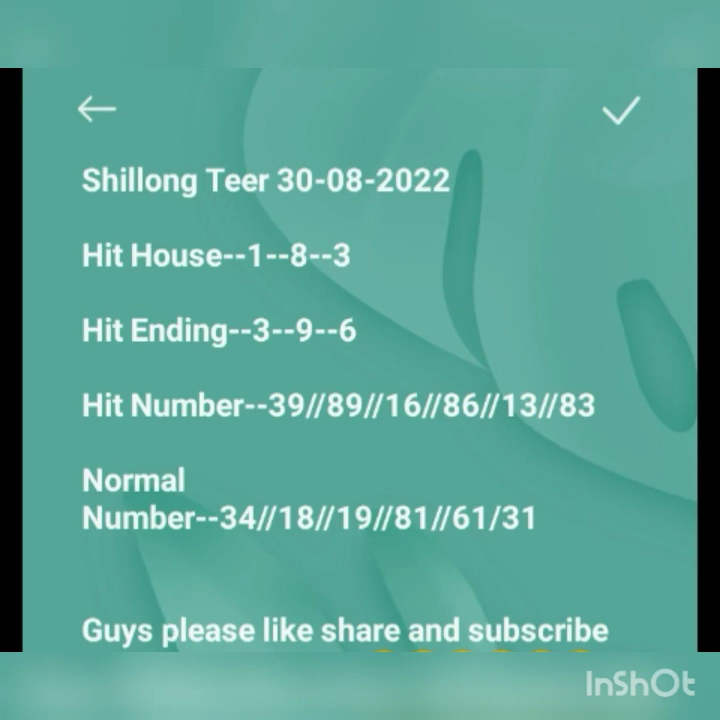 Shillong Teer 30-08-2022
Hit House--1--8--3
Hit Ending--3--9--6
Hit Number--39//89//16//86//13//83
Normal
Number--34//18//19//81//61/31
Guys please like share and subscribe
InShOt